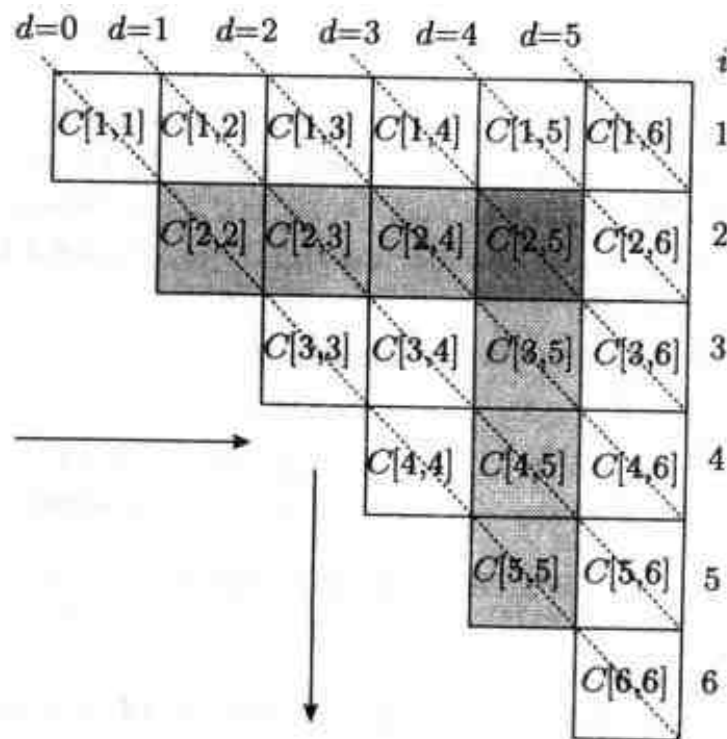 d=0 d=1 d=2 d=3 d=4 d=5
i
C[1,1] C[1,2] C[1,3] C[1,4] C[1,5] C[1,6] 1
C[2,2] C[2,3] C[2,4] C[2,5] C[2,6] 2
C[3,3] C[3,4] C[3,5] C[3,6] 3
C[4,4] C[4,5] C[4,6] 4
C[5,5] C[5,6] 5
C[6,6] 6